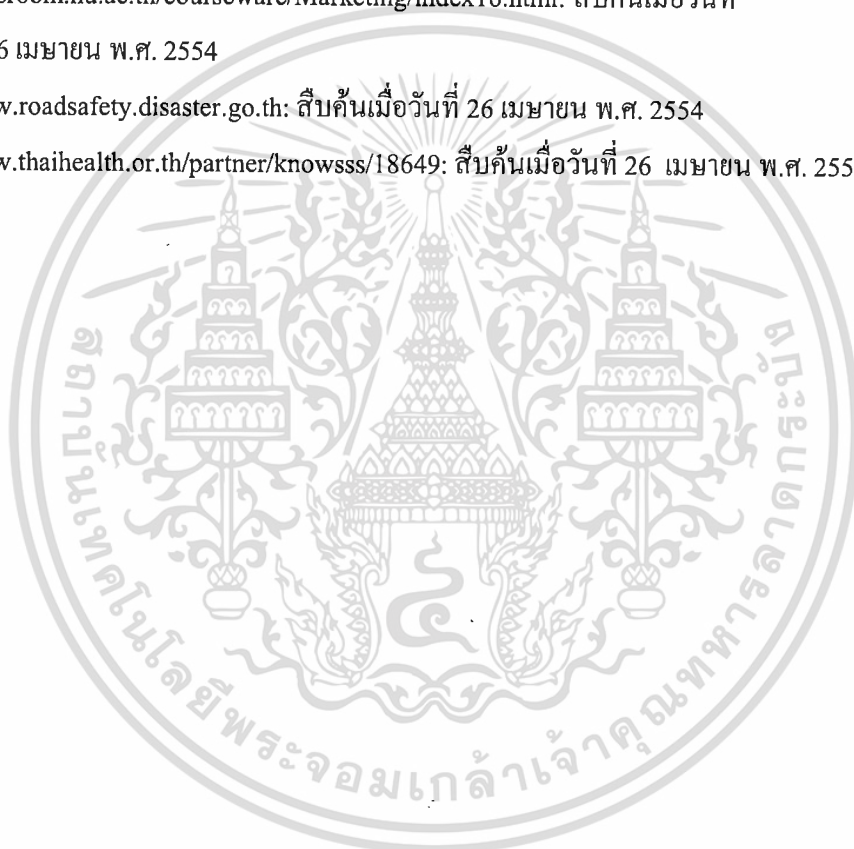 6 เมษายน พ.ศ. 2554
w.roadsafety.disaster.go.th: สืบค้นเมื่อวันที่ 26 เมษายน พ.ศ. 2554
w.thaihealth.or.th/partner/knowsss/18649: สืบค้นเมื่อวันที่ 26 เมษายน พ.ศ. 255
สถาบันเทคโนโลยีพระจอมเกล้าเจ้าคุณทหารลาดกระบัง
๔